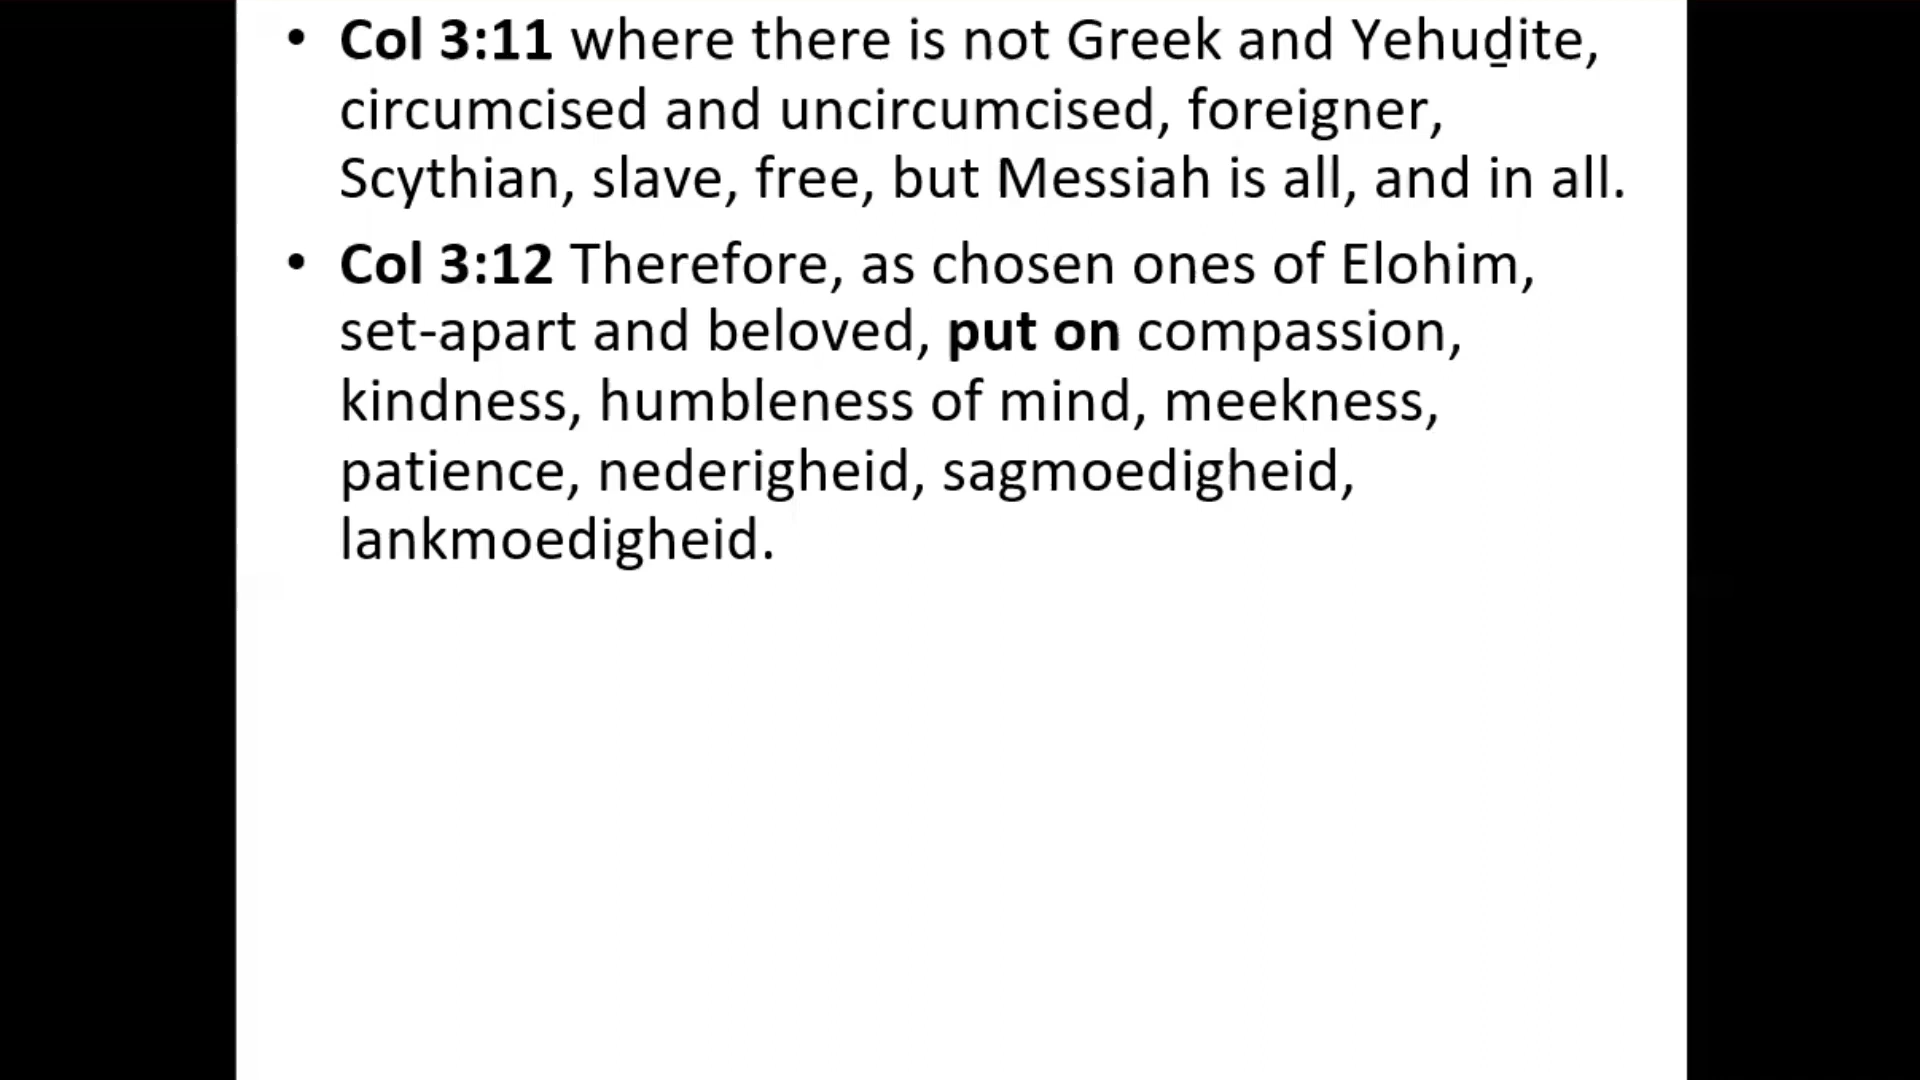 • Col 3:11 where there is not Greek and Yehuḏite,
circumcised and uncircumcised, foreigner,
Scythian, slave, free, but Messiah is all, and in all.
• Col 3:12 Therefore, as chosen ones of Elohim,
set-apart and beloved, put on compassion,
kindness, humbleness of mind, meekness,
patience, nederigheid, sagmoedigheid,
lankmoedigheid.